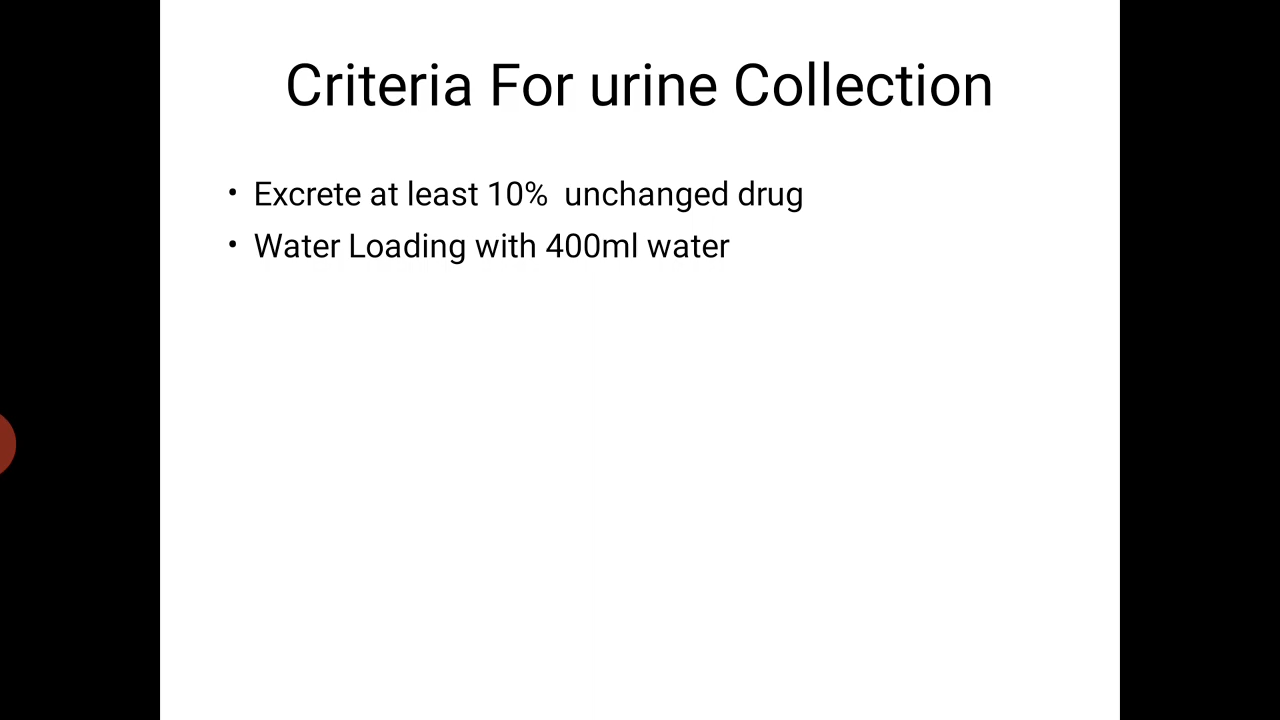 Criteria For urine Collection
• Excrete at least 10%  unchanged drug
• Water Loading with 400ml water